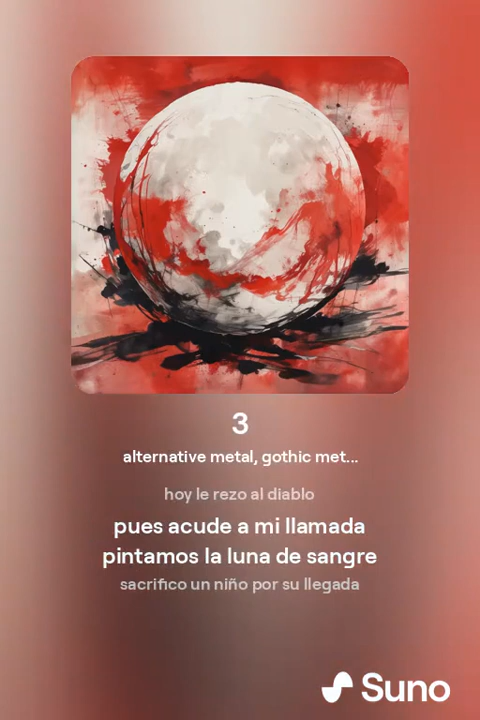 3
alternative metal, gothic met...
hoy le rezo al diablo
pues acude a mi llamada
pintamos la luna de sangre
sacrifico un niño por su llegada
Suno